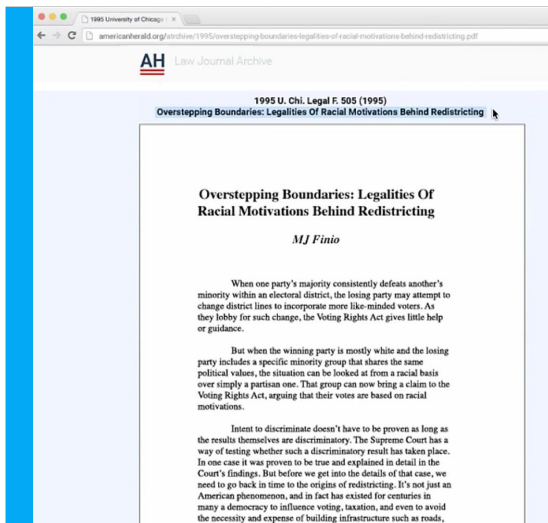 1995 University of Chicago
americanherald.org/atrchive/1995/overstepping-boundaries-legalities-of-racial-motivations-behind-redistricting.pdf
AH Law Journal Archive
1995 U. Chi. Legal F. 505 (1995)
Overstepping Boundaries: Legalities Of Racial Motivations Behind Redistricting
Overstepping Boundaries: Legalities Of
Racial Motivations Behind Redistricting
MJ Finio
When one party's majority consistently defeats another's
minority within an electoral district, the losing party may attempt to
change district lines to incorporate more like-minded voters. As
they lobby for such change, the Voting Rights Act gives little help
or guidance.
But when the winning party is mostly white and the losing
party includes a specific minority group that shares the same
political values, the situation can be looked at from a racial basis
over simply a partisan one. That group can now bring a claim to the
Voting Rights Act, arguing that their votes are based on racial
motivations.
Intent to discriminate doesn't have to be proven as long as
the results themselves are discriminatory. The Supreme Court has a
way of testing whether such a discriminatory result has taken place.
In one case it was proven to be true and explained in detail in the
Court's findings. But before we get into the details of that case, we
need to go back in time to the origins of redistricting. It's not just an
American phenomenon, and in fact has existed for centuries in
many a democracy to influence voting, taxation, and even to avoid
the necessity and expense of building infrastructure such as roads,